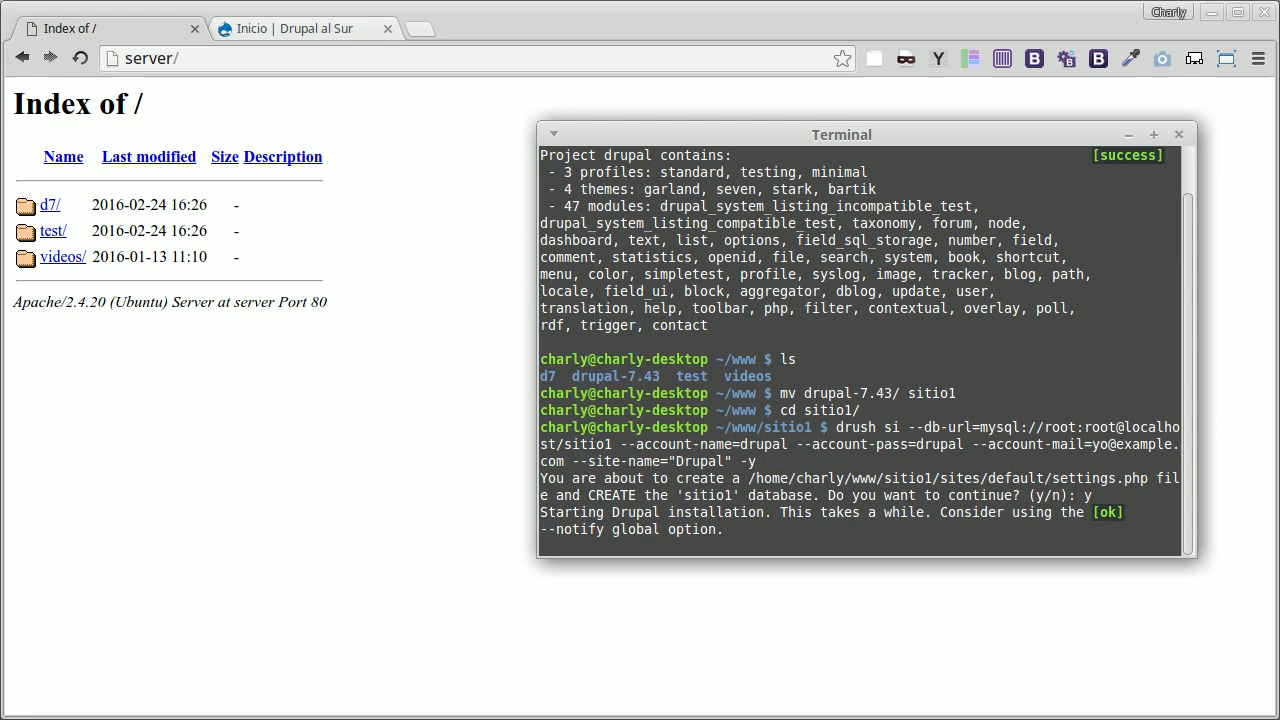 Charly
Index of /
Inicio | Drupal al Sur
server/
Y
B
B
B
Index of /
Name Last modified Size Description
d7/ 2016-02-24 16:26 -
test/ 2016-02-24 16:26 -
videos/ 2016-01-13 11:10 -
Apache/2.4.20 (Ubuntu) Server at server Port 80
Terminal
Project drupal contains: [success]
- 3 profiles: standard, testing, minimal
- 4 themes: garland, seven, stark, bartik
- 47 modules: drupal_system_listing_incompatible_test,
drupal_system_listing_compatible_test, taxonomy, forum, node,
dashboard, text, list, options, field_sql_storage, number, field,
comment, statistics, openid, file, search, system, book, shortcut,
menu, color, simpletest, profile, syslog, image, tracker, blog, path,
locale, field_ui, block, aggregator, dblog, update, user,
translation, help, toolbar, php, filter, contextual, overlay, poll,
rdf, trigger, contact
charly@charly-desktop ~/www $ ls
d7 drupal-7.43 test videos
charly@charly-desktop ~/www $ mv drupal-7.43/ sitio1
charly@charly-desktop ~/www $ cd sitio1/
charly@charly-desktop ~/www/sitio1 $ drush si --db-url=mysql://root:root@localho
st/sitio1 --account-name=drupal --account-pass=drupal --account-mail=yo@example.
com --site-name="Drupal" -y
You are about to create a /home/charly/www/sitio1/sites/default/settings.php fil
e and CREATE the 'sitio1' database. Do you want to continue? (y/n): y
Starting Drupal installation. This takes a while. Consider using the [ok]
--notify global option.